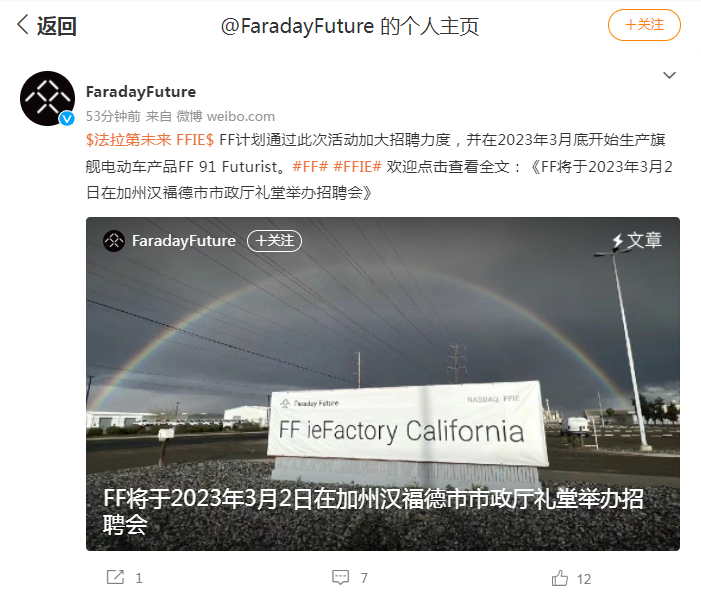 返回
@FaradayFuture 的个人主页
+关注
FaradayFuture
53分钟前 来自 微博 weibo.com
$法拉第未来 FFIE$ FF计划通过此次活动加大招聘力度，并在2023年3月底开始生产旗
舰电动车产品FF 91 Futurist。#FF# #FFIE# 欢迎点击查看全文：《FF将于2023年3月2
日在加州汉福德市市政厅礼堂举办招聘会》
FaradayFuture
+关注
文章
Faraday Future
NASDAQ: FFIE
FF ieFactory California
FF将于2023年3月2日在加州汉福德市市政厅礼堂举办招
聘会
1
7
12